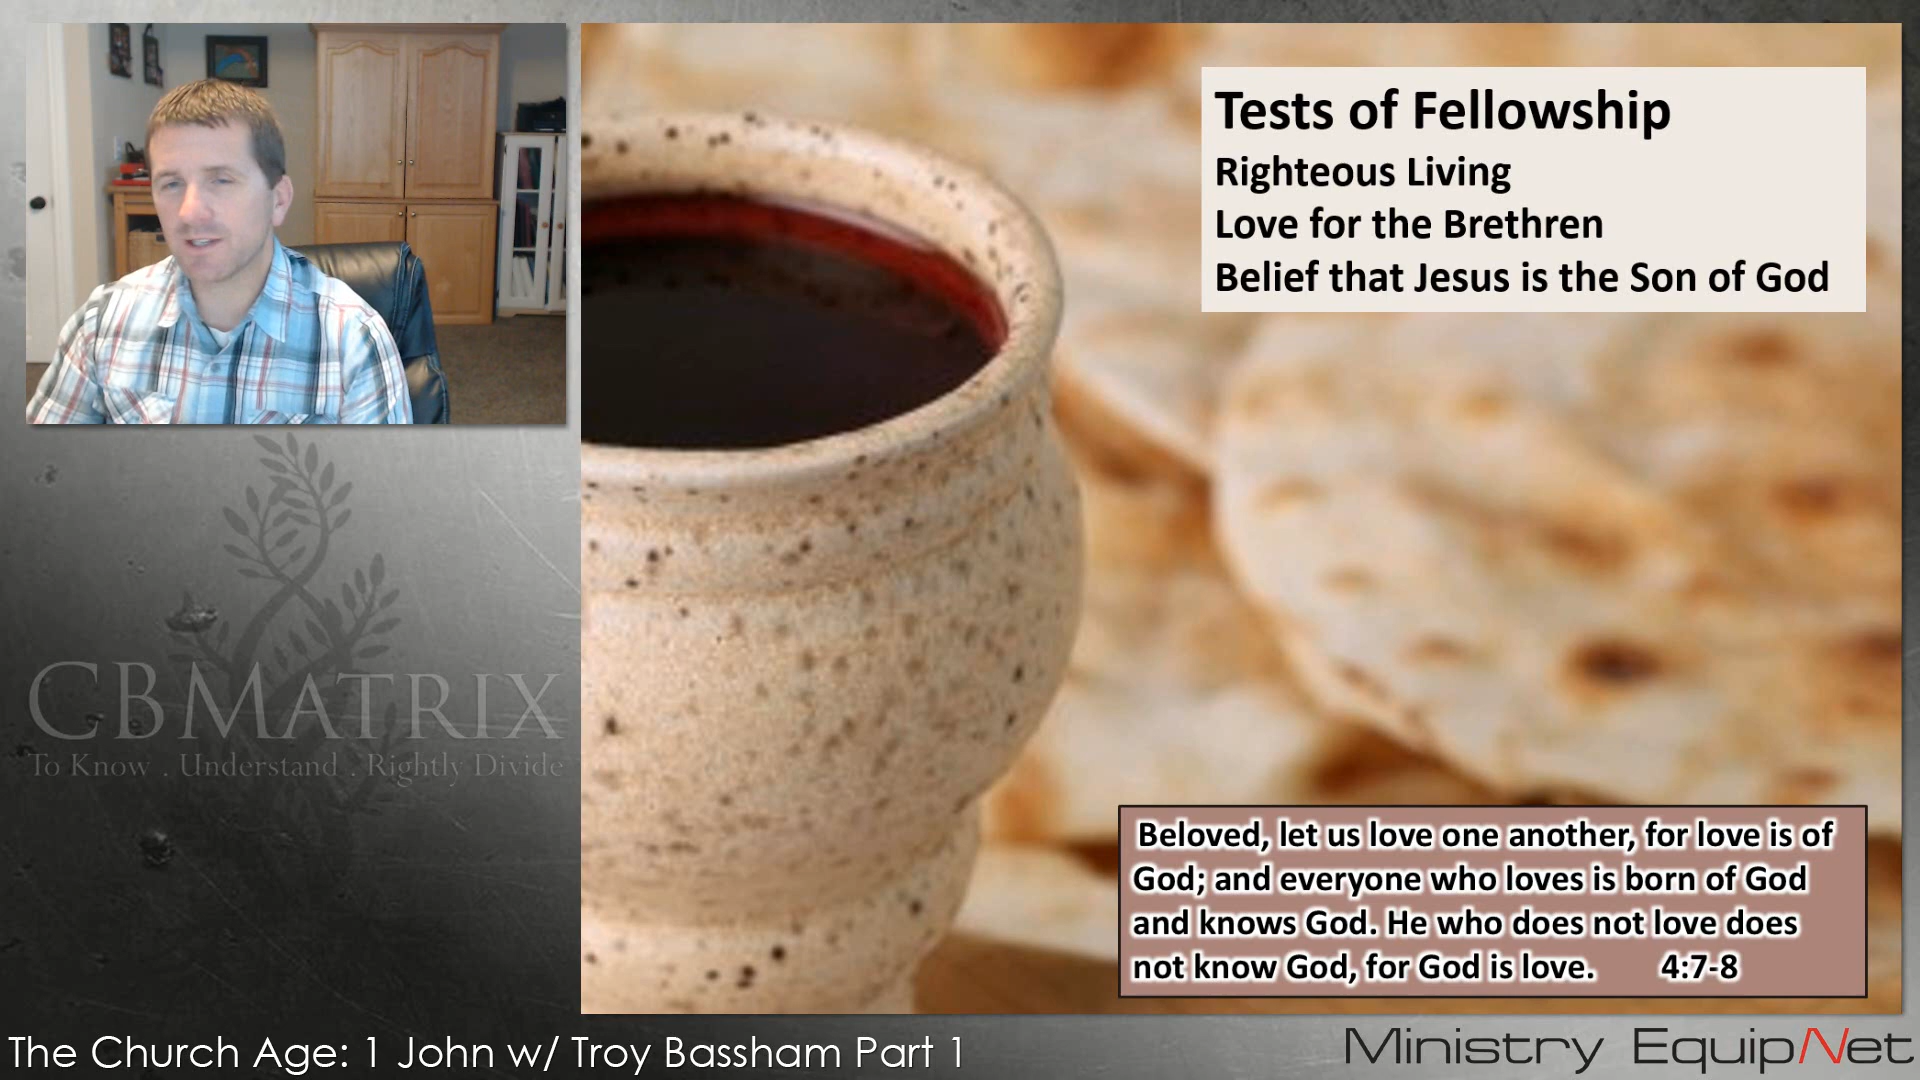 Tests of Fellowship
Righteous Living
Love for the Brethren
Belief that Jesus is the Son of God
CBMATRIX
To Know . Understand . Rightly Divide
Beloved, let us love one another, for love is of
God; and everyone who loves is born of God
and knows God. He who does not love does
not know God, for God is love. 4:7-8
The Church Age: 1 John w/ Troy Bassham Part 1
Ministry EquipNet